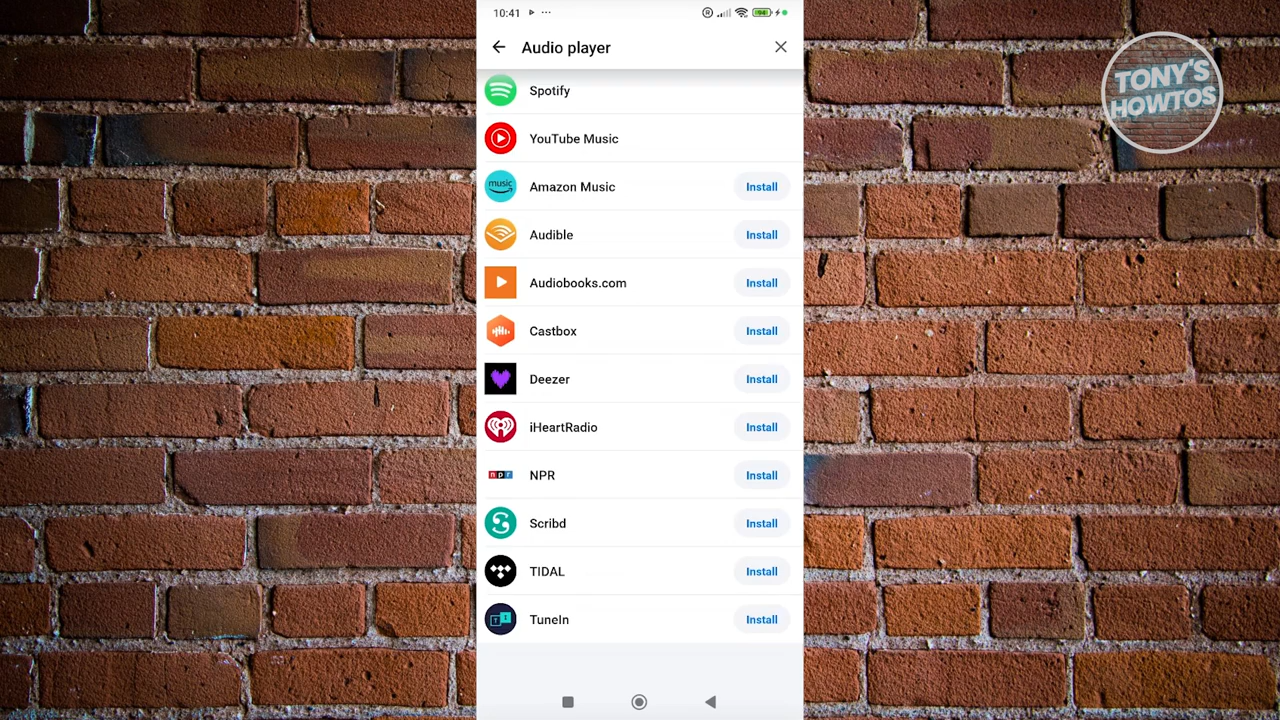 10:41
94
Audio player
TONY'S
HOWTOS
Spotify
YouTube Music
music
Amazon Music
Install
Audible
Install
Audiobooks.com
Install
Castbox
Install
Deezer
Install
iHeartRadio
Install
npr
NPR
Install
Scribd
Install
TIDAL
Install
T I
TuneIn
Install